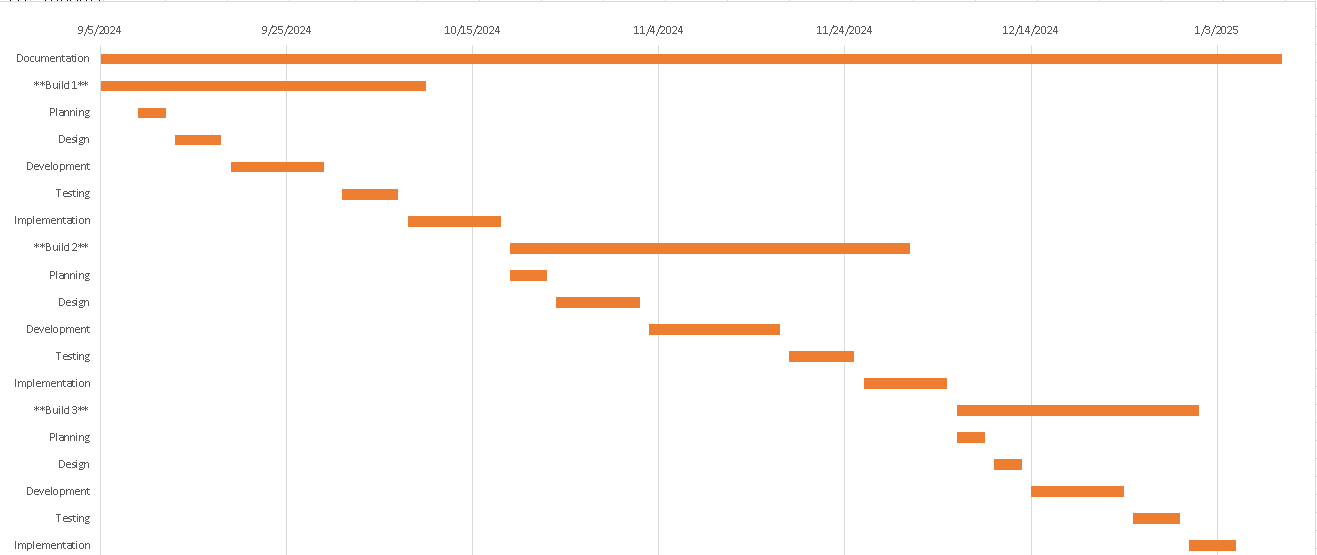 9/5/2024 9/25/2024 10/15/2024 11/4/2024 11/24/2024 12/14/2024 1/3/2025
Documentation
**Build 1**
Planning
Design
Development
Testing
Implementation
**Build 2**
Planning
Design
Development
Testing
Implementation
**Build 3**
Planning
Design
Development
Testing
Implementation